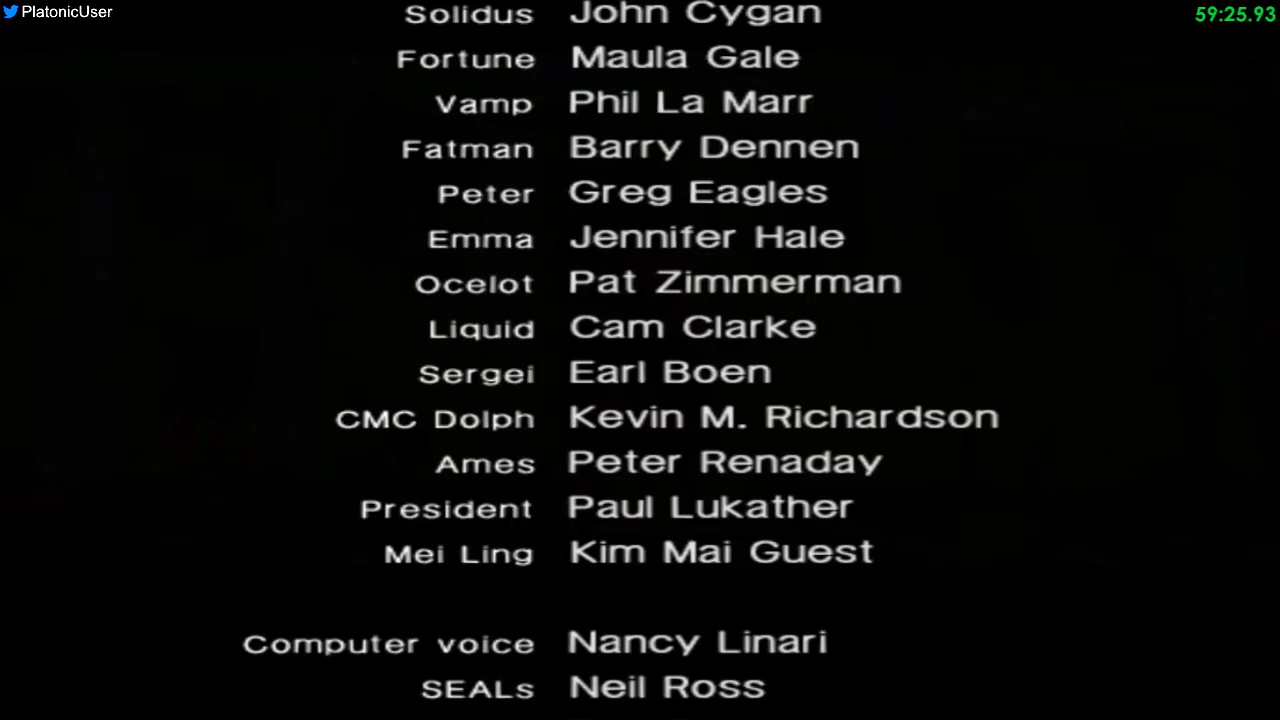 PlatonicUser
59:25.93
Solidus John Cygan
Fortune Maula Gale
Vamp Phil La Marr
Fatman Barry Dennen
Peter Greg Eagles
Emma Jennifer Hale
Ocelot Pat Zimmerman
Liquid Cam Clarke
Sergei Earl Boen
CMC Dolph Kevin M. Richardson
Ames Peter Renaday
President Paul Lukather
Mei Ling Kim Mai Guest
Computer voice Nancy Linari
SEALs Neil Ross